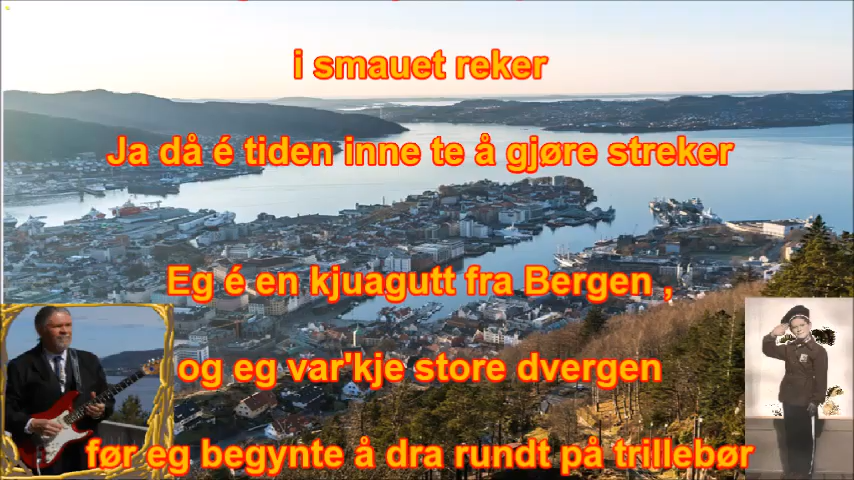 i smauet reker
Ja då é tiden inne te å gjøre streker
Eg é en kjuagutt fra Bergen ,
og eg var'kje store dvergen
før eg begynte å dra rundt på trillebør